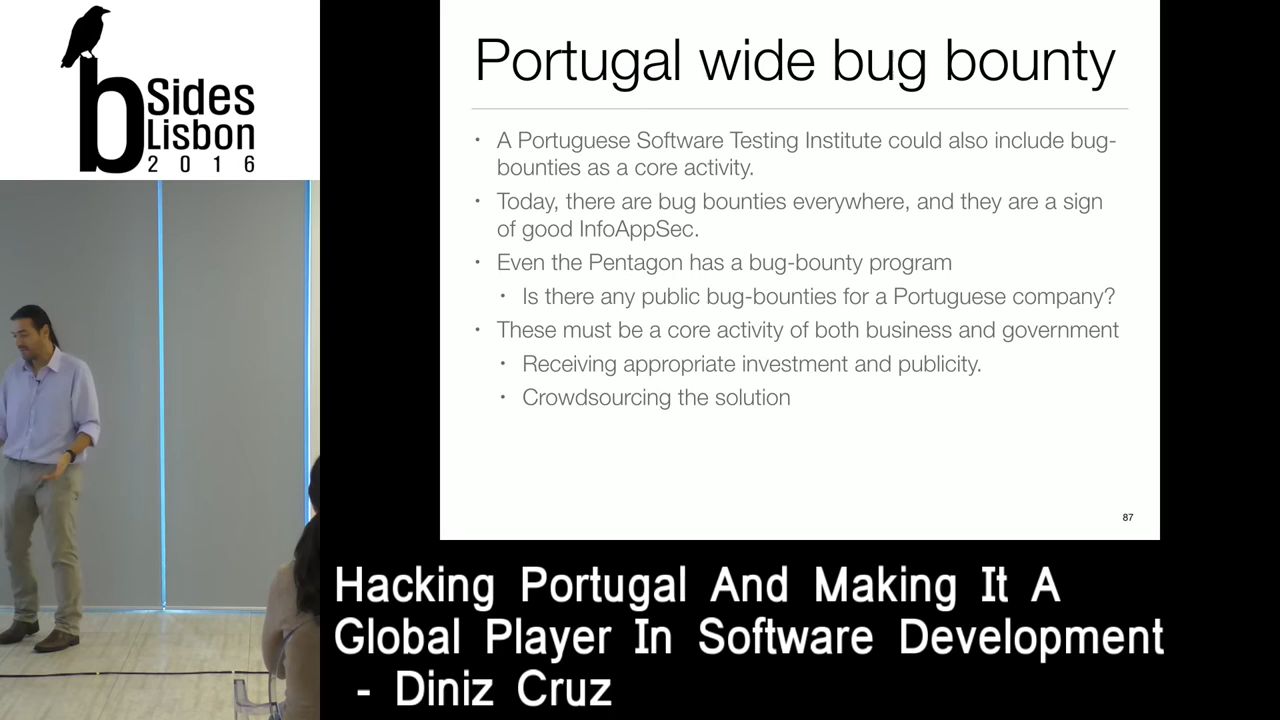 b
Sides
Lisbon
2016
Portugal wide bug bounty
• A Portuguese Software Testing Institute could also include bug-
bounties as a core activity.
• Today, there are bug bounties everywhere, and they are a sign
of good InfoAppSec.
• Even the Pentagon has a bug-bounty program
• Is there any public bug-bounties for a Portuguese company?
• These must be a core activity of both business and government
• Receiving appropriate investment and publicity.
• Crowdsourcing the solution
87
Hacking Portugal And Making It A
Global Player In Software Development
- Diniz Cruz